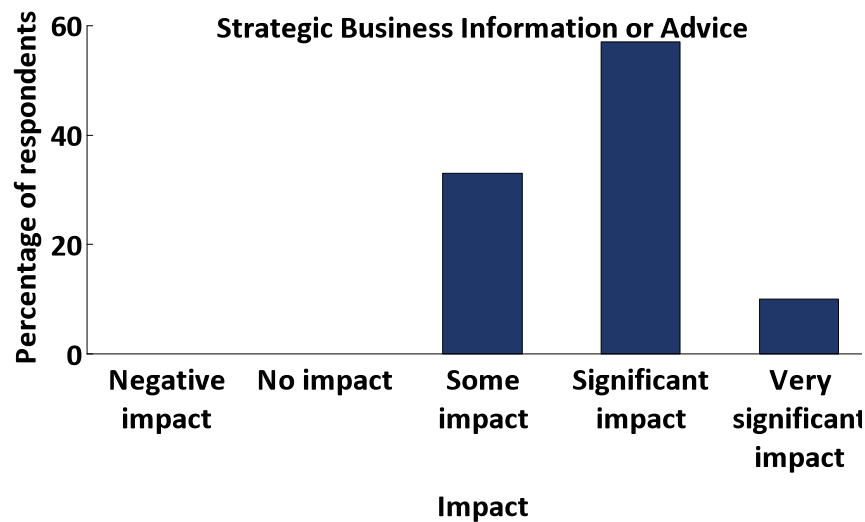 Strategic Business Information or Advice
Percentage of respondents
60
40
20
0
Negative
impact
No impact
Some
impact
Significant
impact
Very
significant
impact
Impact